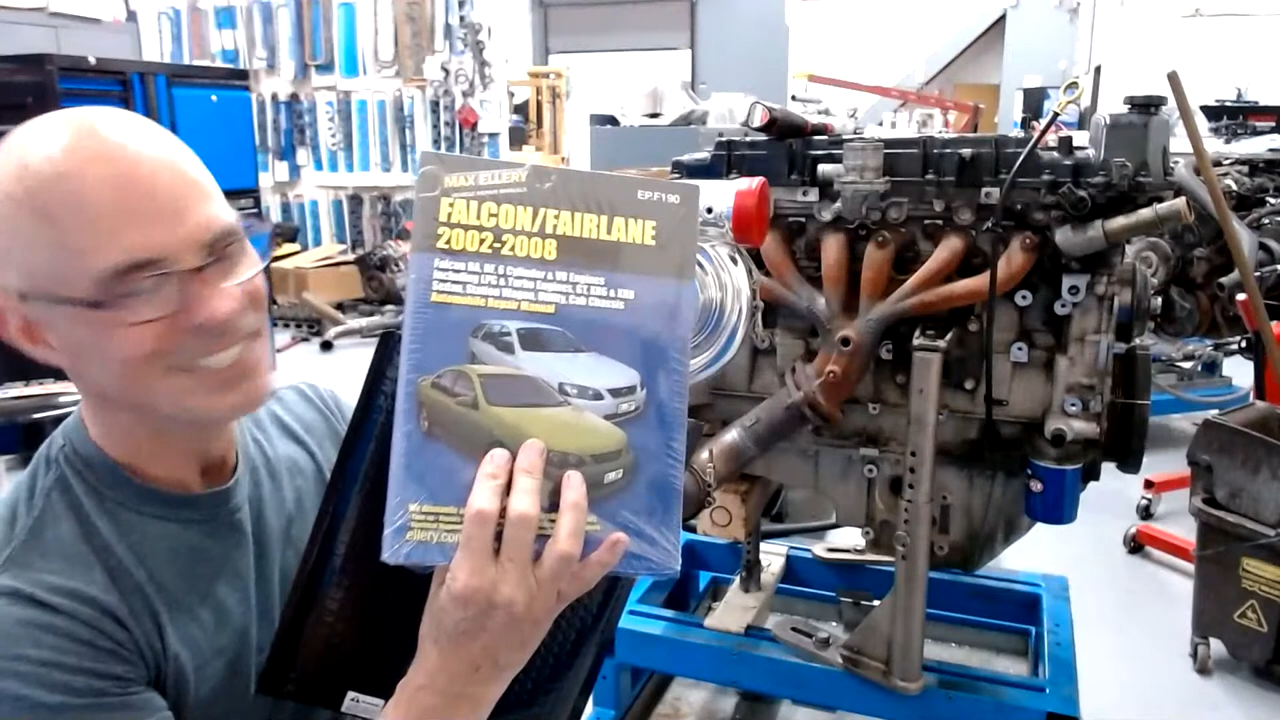 MAX ELLERY
EP.F190
FALCON/FAIRLANE
2002-2008
Falcon BA, BF, 6 Cylinder & V8 Engines
Including LPG & Turbo Engines, GT, XR6 & XR8
Sedan, Station Wagon, Utility, Cab Chassis
Automobile Repair Manual
ellery.com